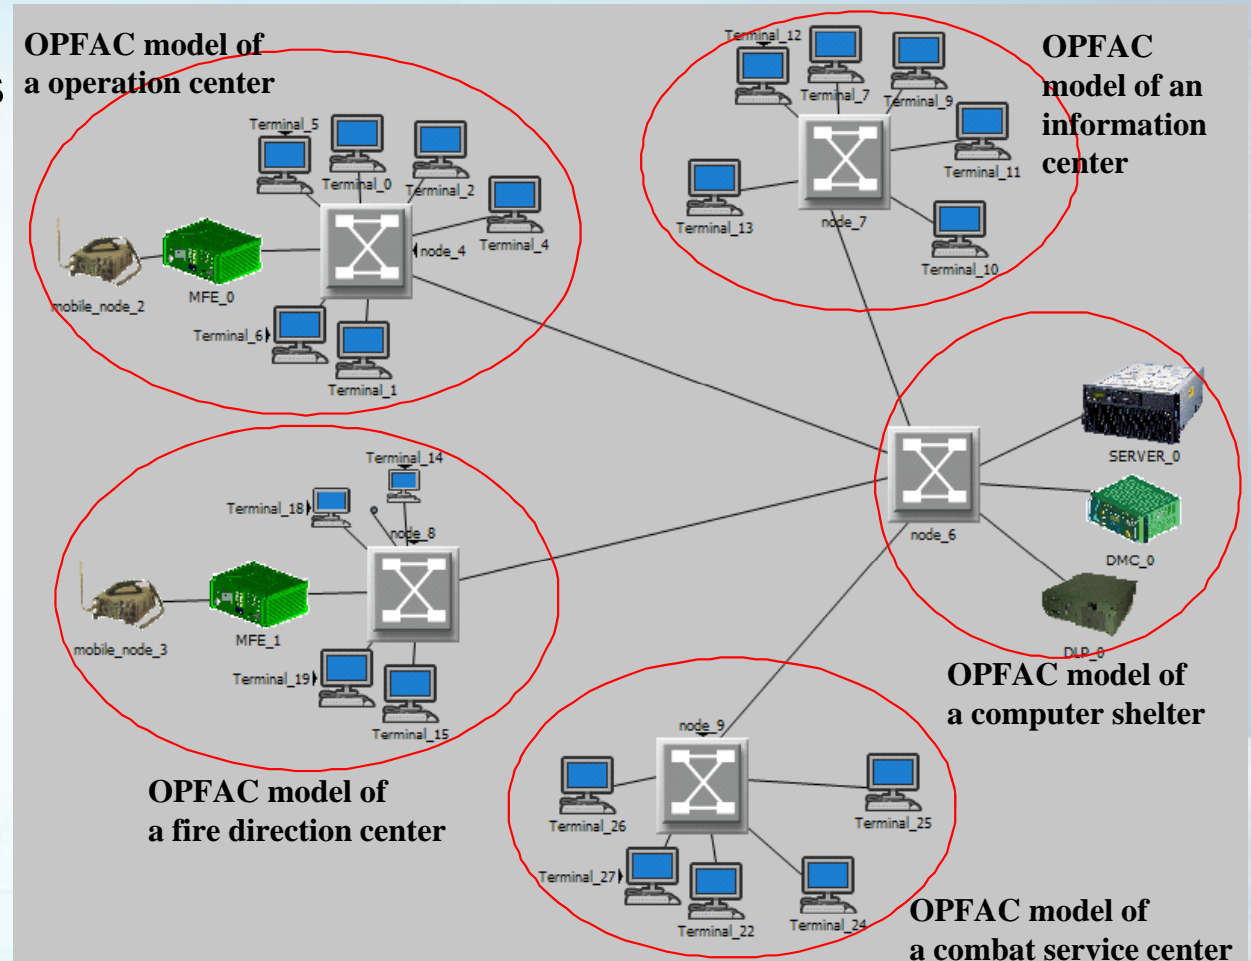 OPFAC model of
a operation center
s
Terminal_5
Terminal_0
Terminal_2
Terminal_4
node_4
mobile_node_2
MFE_0
Terminal_6
Terminal_1
OPFAC
model of an
information
center
Terminal_12
Terminal_7
Terminal_9
Terminal_11
Terminal_13
node_7
Terminal_10
SERVER_0
node_6
DMC_0
DLP_0
OPFAC model of
a computer shelter
Terminal_14
Terminal_18
node_8
mobile_node_3
MFE_1
Terminal_19
Terminal_15
OPFAC model of
a fire direction center
node_9
Terminal_26
Terminal_25
Terminal_27
Terminal_22
Terminal_24
OPFAC model of
a combat service center